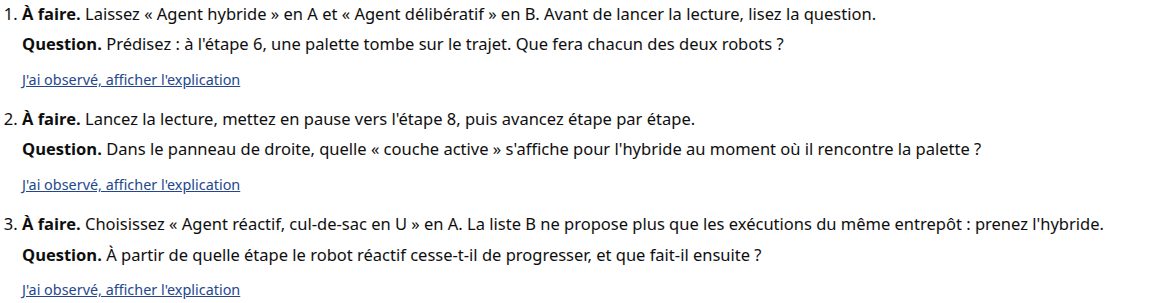 1. À faire. Laissez « Agent hybride » en A et « Agent délibératif » en B. Avant de lancer la lecture, lisez la question.
Question. Prédisez : à l'étape 6, une palette tombe sur le trajet. Que fera chacun des deux robots ?
J'ai observé, afficher l'explication
2. À faire. Lancez la lecture, mettez en pause vers l'étape 8, puis avancez étape par étape.
Question. Dans le panneau de droite, quelle « couche active » s'affiche pour l'hybride au moment où il rencontre la palette ?
J'ai observé, afficher l'explication
3. À faire. Choisissez « Agent réactif, cul-de-sac en U » en A. La liste B ne propose plus que les exécutions du même entrepôt : prenez l'hybride.
Question. À partir de quelle étape le robot réactif cesse-t-il de progresser, et que fait-il ensuite ?
J'ai observé, afficher l'explication